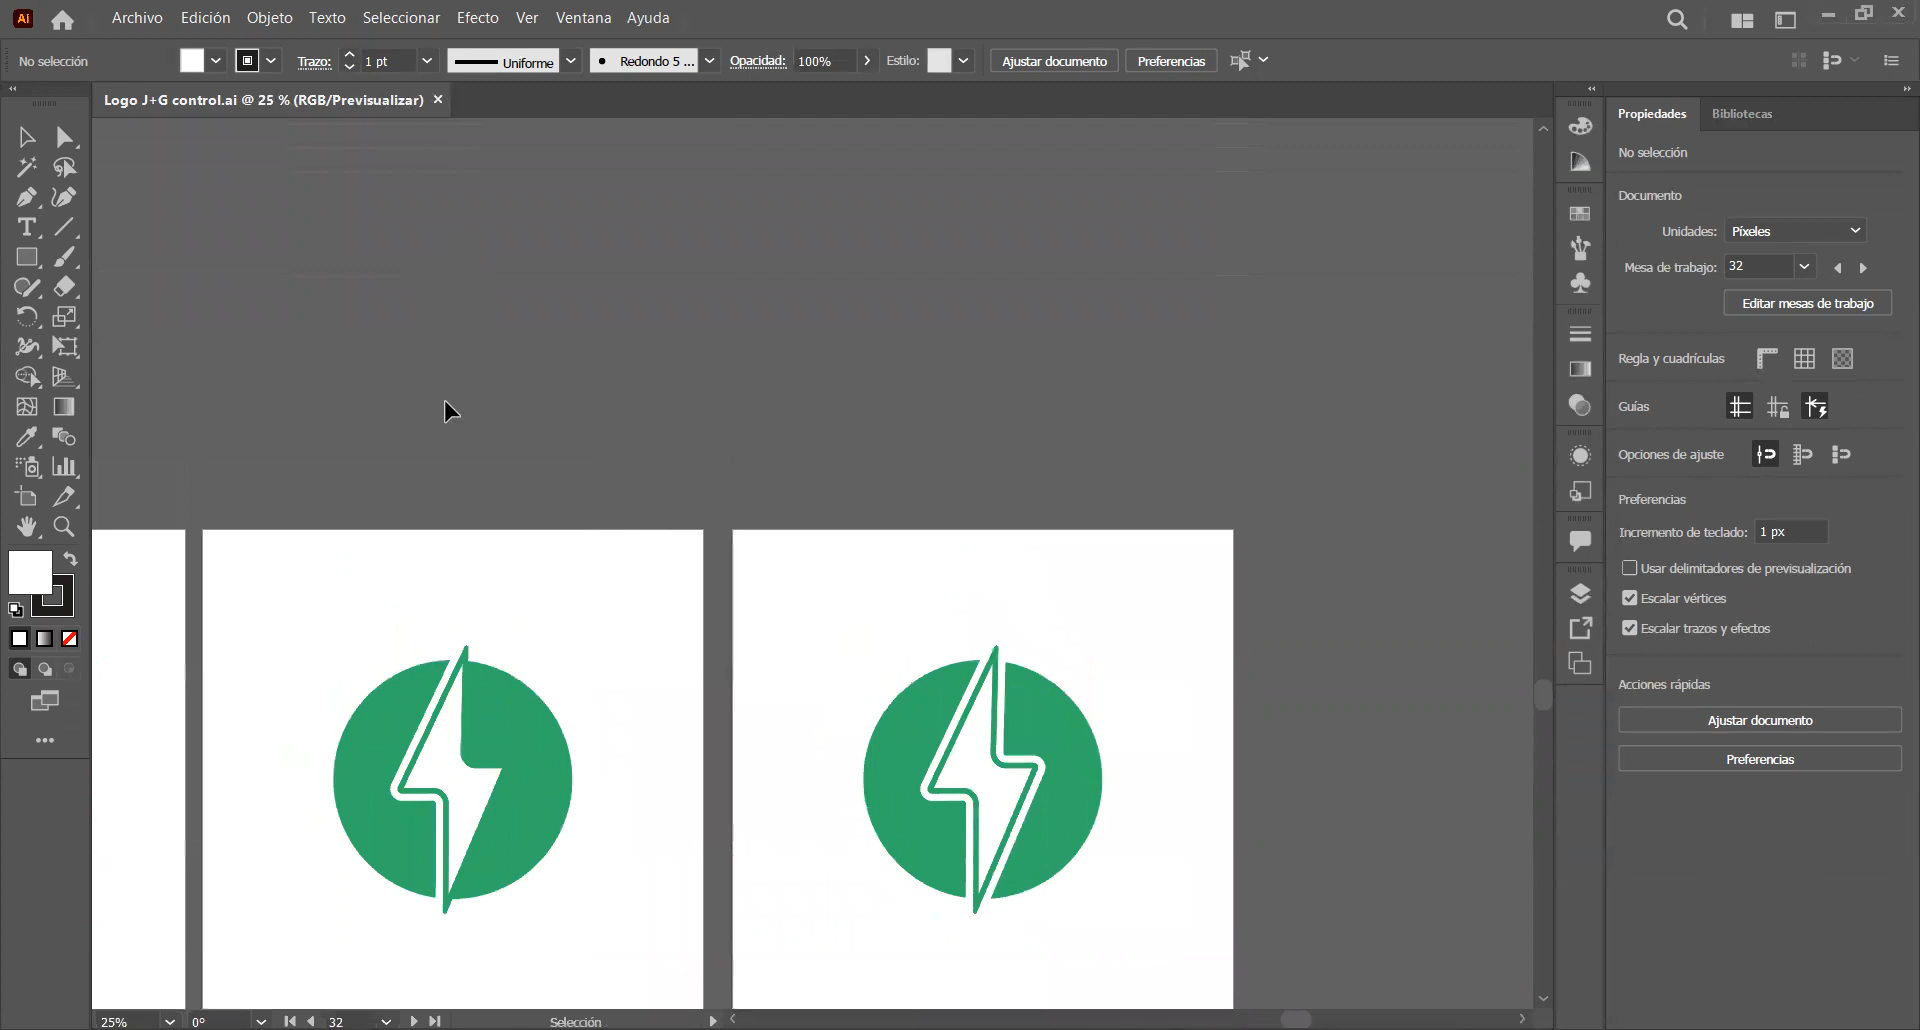 Ai Archivo Edición Objeto Texto Seleccionar Efecto Ver Ventana Ayuda
No selección Trazo: 1 pt Uniforme Redondo 5 ... Opacidad: 100% Estilo: Ajustar documento Preferencias
Logo J+G control.ai @ 25 % (RGB/Previsualizar)
Propiedades Bibliotecas
No selección
Documento
Unidades: Píxeles
Mesa de trabajo: 32
Editar mesas de trabajo
Regla y cuadrículas
Guías
Opciones de ajuste
Preferencias
Incremento de teclado: 1 px
Usar delimitadores de previsualización
Escalar vértices
Escalar trazos y efectos
Acciones rápidas
Ajustar documento
Preferencias
25% 0° 32 Selección